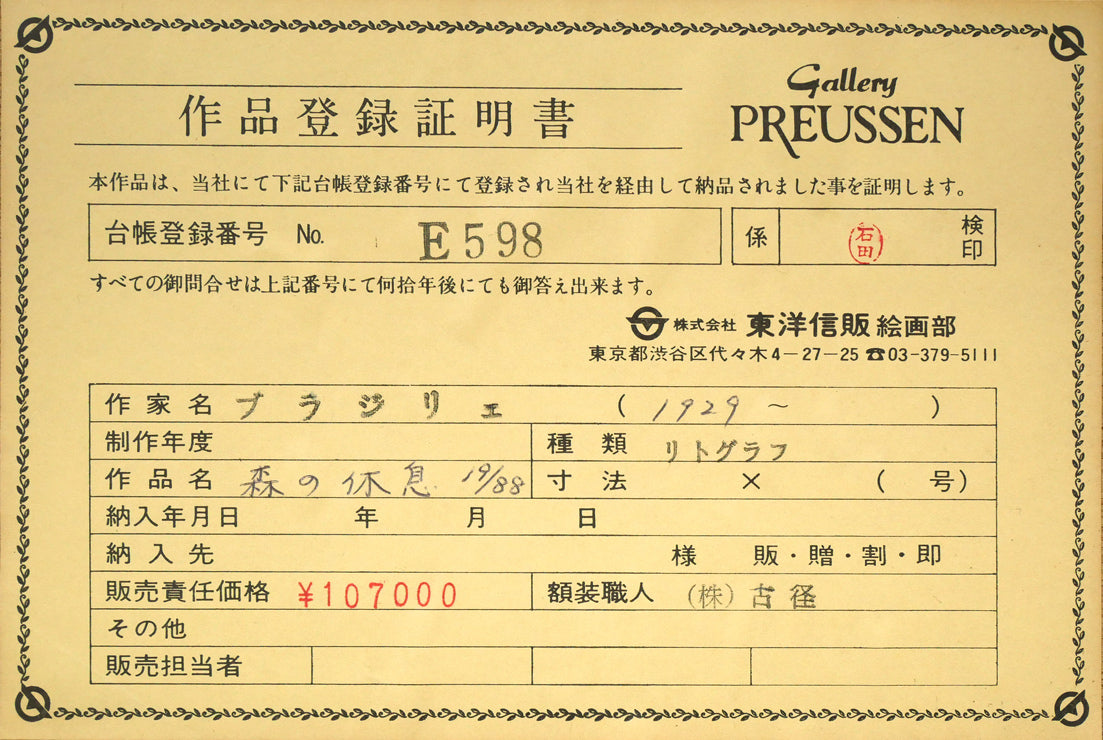 作品登録証明書
Gallery
PREUSSEN
本作品は、当社にて下記台帳登録番号にて登録され当社を経由して納品されました事を証明します。
台帳登録番号 No. E598 係 石田 検印
すべての御問合せは上記番号にて何拾年後にても御答え出来ます。
株式会社 東洋信販 絵画部
東京都渋谷区代々木4-27-25 ☎03-379-5111
作家名 ブラジリエ (1929~ )
制作年度 種類 リトグラフ
作品名 森の休息 19/88 寸法 × ( 号)
納入年月日 年 月 日
納入先 様 販・贈・割・即
販売責任価格 ¥107000 額装職人 (株)古径
その他
販売担当者